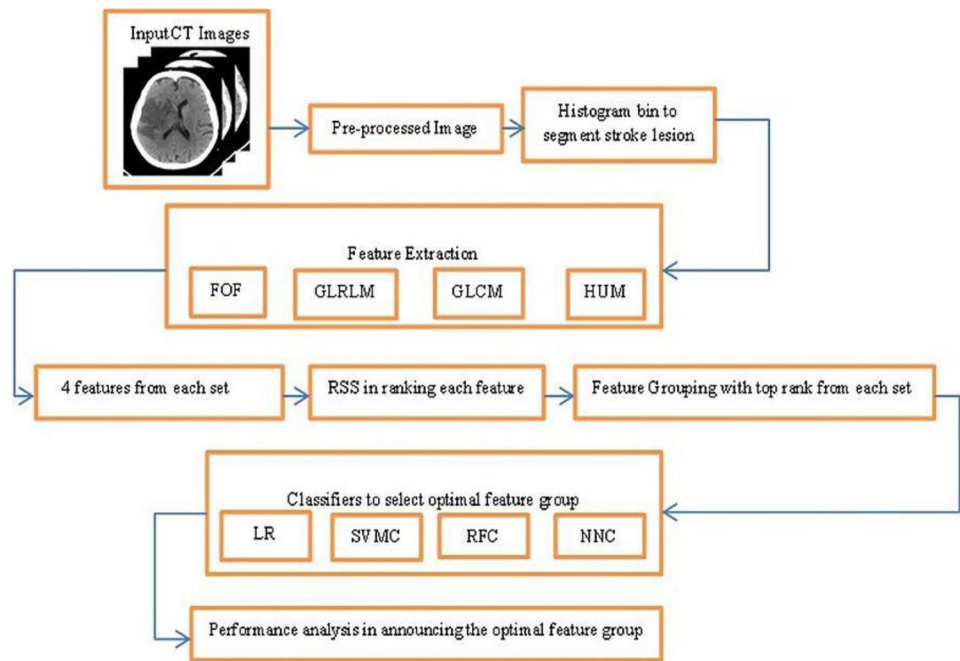 Input CT Images
Pre-processed Image
Histogram bin to
segment stroke lesion
Feature Extraction
FOF
GLRLM
GLCM
HUM
4 features from each set
RSS in ranking each feature
Feature Grouping with top rank from each set
Classifiers to select optimal feature group
LR
SVMC
RFC
NNC
Performance analysis in announcing the optimal feature group